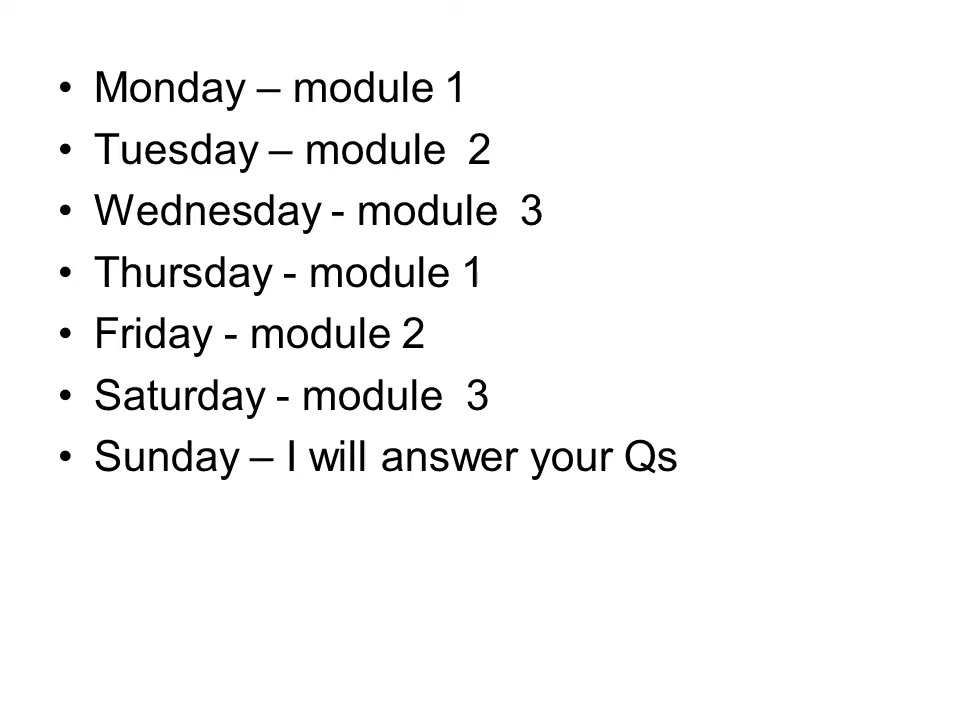 • Monday – module 1
• Tuesday – module  2
• Wednesday - module  3
• Thursday - module 1
• Friday - module 2
• Saturday - module  3
• Sunday – I will answer your Qs